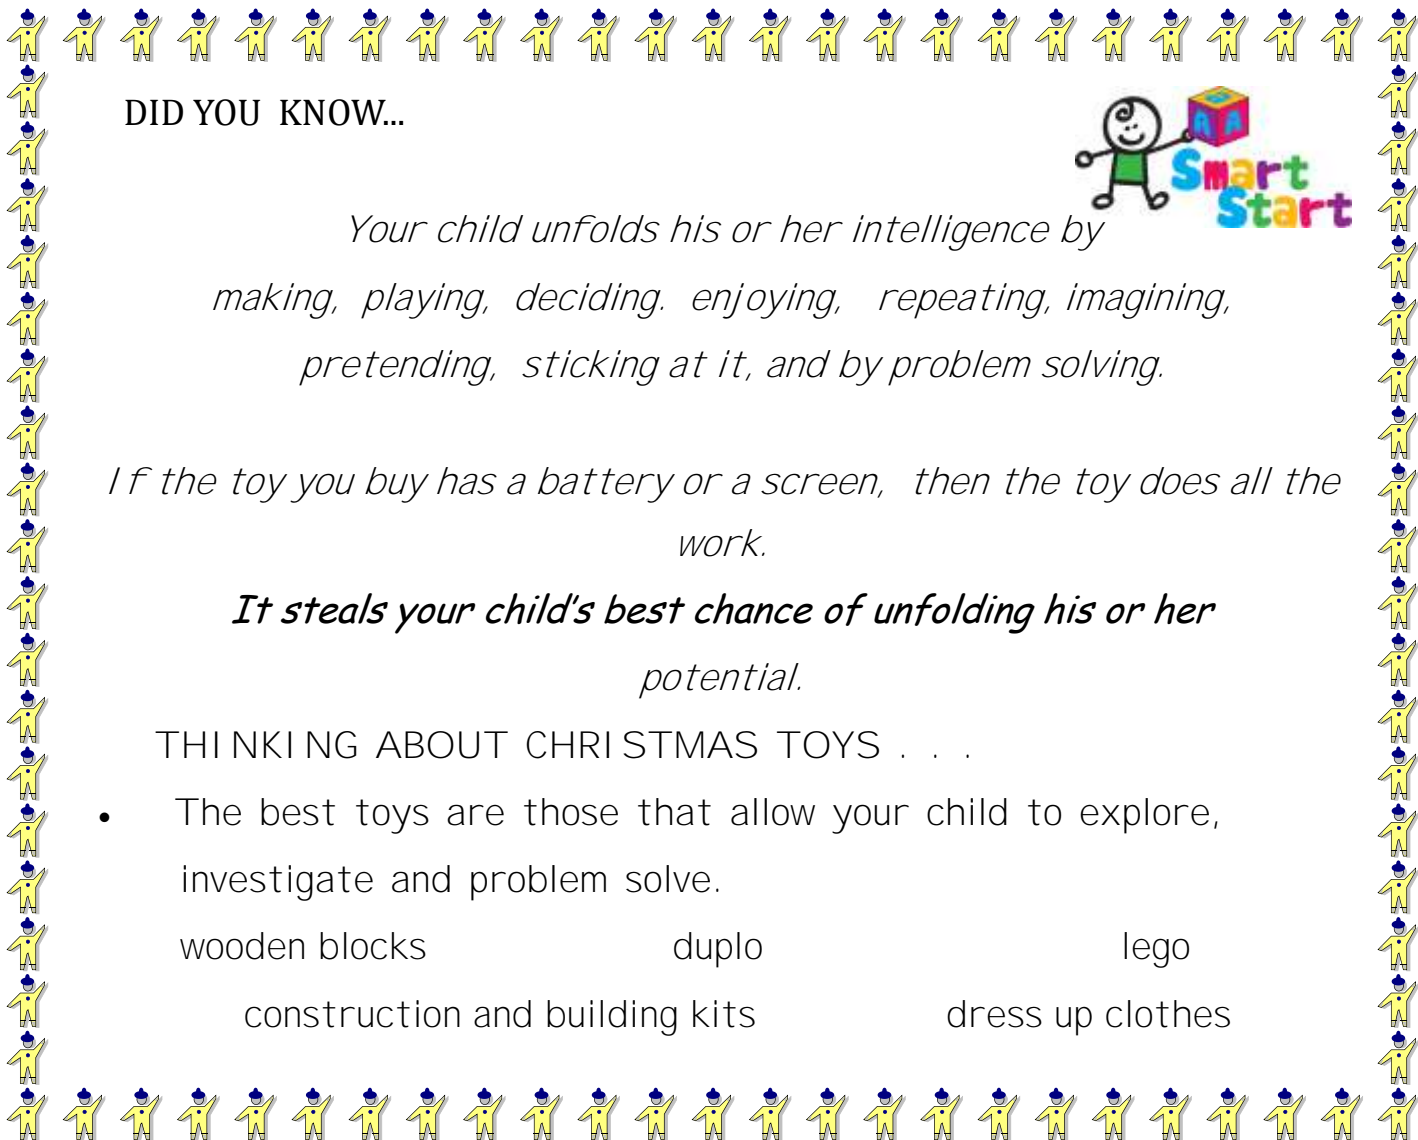 DID YOU KNOW...
Smart
Start
Your child unfolds his or her intelligence by
making, playing, deciding. enjoying, repeating, imagining,
pretending, sticking at it, and by problem solving.
If the toy you buy has a battery or a screen, then the toy does all the
work.
It steals your child's best chance of unfolding his or her
potential.
THINKING ABOUT CHRISTMAS TOYS . . .
• The best toys are those that allow your child to explore,
investigate and problem solve.
wooden blocks duplo lego
construction and building kits dress up clothes